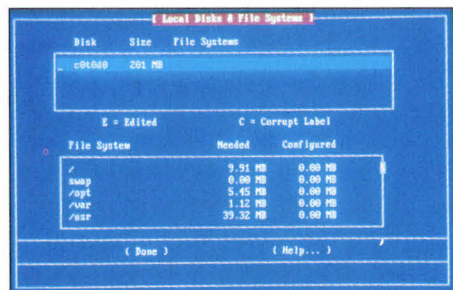 [ Local Disks & File Systems ]
Disk Size File Systems
_ c0t0d0 201 MB
E = Edited C = Corrupt Label
File System Needed Configured
/ 9.91 MB 0.00 MB
swap 0.00 MB 0.00 MB
/opt 5.45 MB 0.00 MB
/var 1.12 MB 0.00 MB
/usr 39.32 MB 0.00 MB
( Done ) ( Help... )